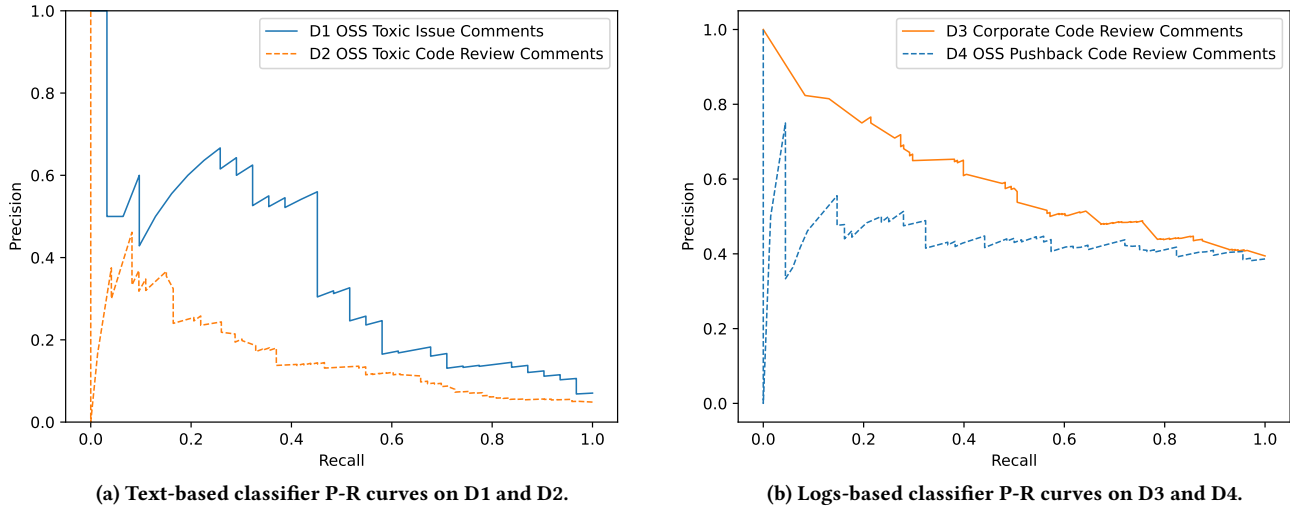 1.0
0.8
0.6
0.4
0.2
0.0
Precision
0.0 0.2 0.4 0.6 0.8 1.0
Recall
D1 OSS Toxic Issue Comments
D2 OSS Toxic Code Review Comments
(a) Text-based classifier P-R curves on D1 and D2.
1.0
0.8
0.6
0.4
0.2
0.0
Precision
0.0 0.2 0.4 0.6 0.8 1.0
Recall
D3 Corporate Code Review Comments
D4 OSS Pushback Code Review Comments
(b) Logs-based classifier P-R curves on D3 and D4.